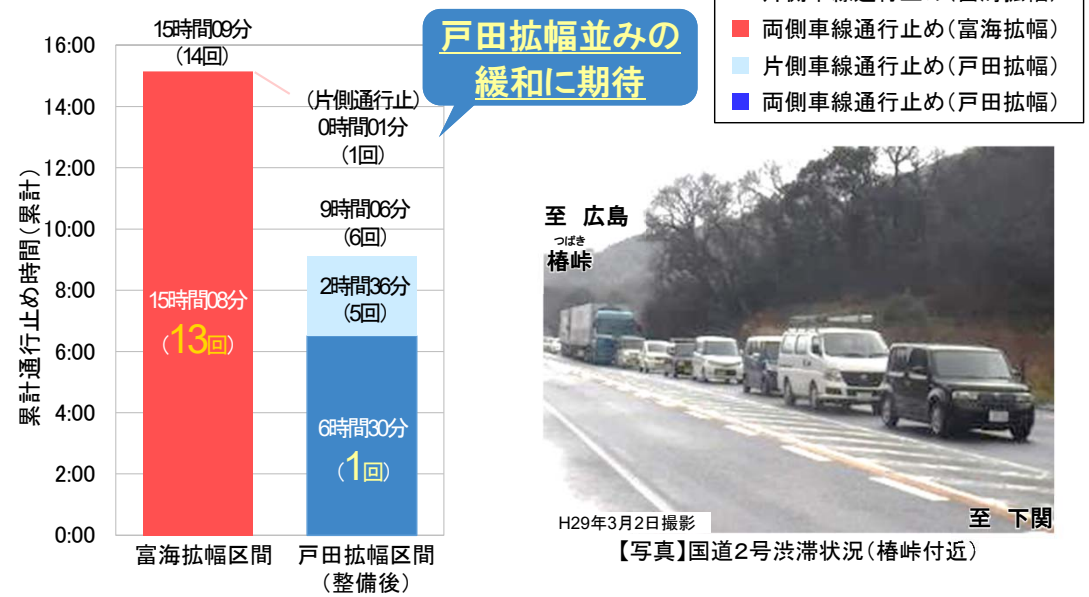 戸田拡幅並みの
緩和に期待
両側車線通行止め(富海拡幅)
片側車線通行止め(戸田拡幅)
両側車線通行止め(戸田拡幅)
累計通行止め時間(累計)
16:00
14:00
12:00
10:00
8:00
6:00
4:00
2:00
0:00
15時間09分
(14回)
(片側通行止)
0時間01分
(1回)
15時間08分
(13回)
9時間06分
(6回)
2時間36分
(5回)
6時間30分
(1回)
富海拡幅区間
戸田拡幅区間
(整備後)
至 広島
つばき
椿峠
至 下関
H29年3月2日撮影
【写真】国道2号渋滞状況(椿峠付近)